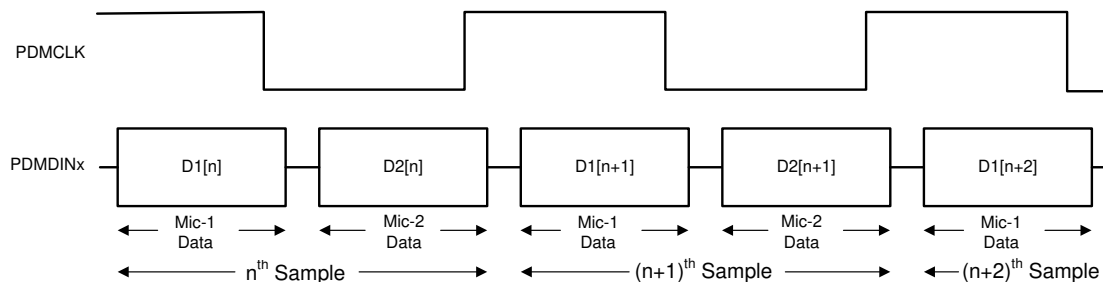 PDMCLK
PDMDINx
D1[n]
D2[n]
D1[n+1]
D2[n+1]
D1[n+2]
Mic-1
Data
Mic-2
Data
Mic-1
Data
Mic-2
Data
Mic-1
Data
nth Sample
(n+1)th Sample
(n+2)th Sample